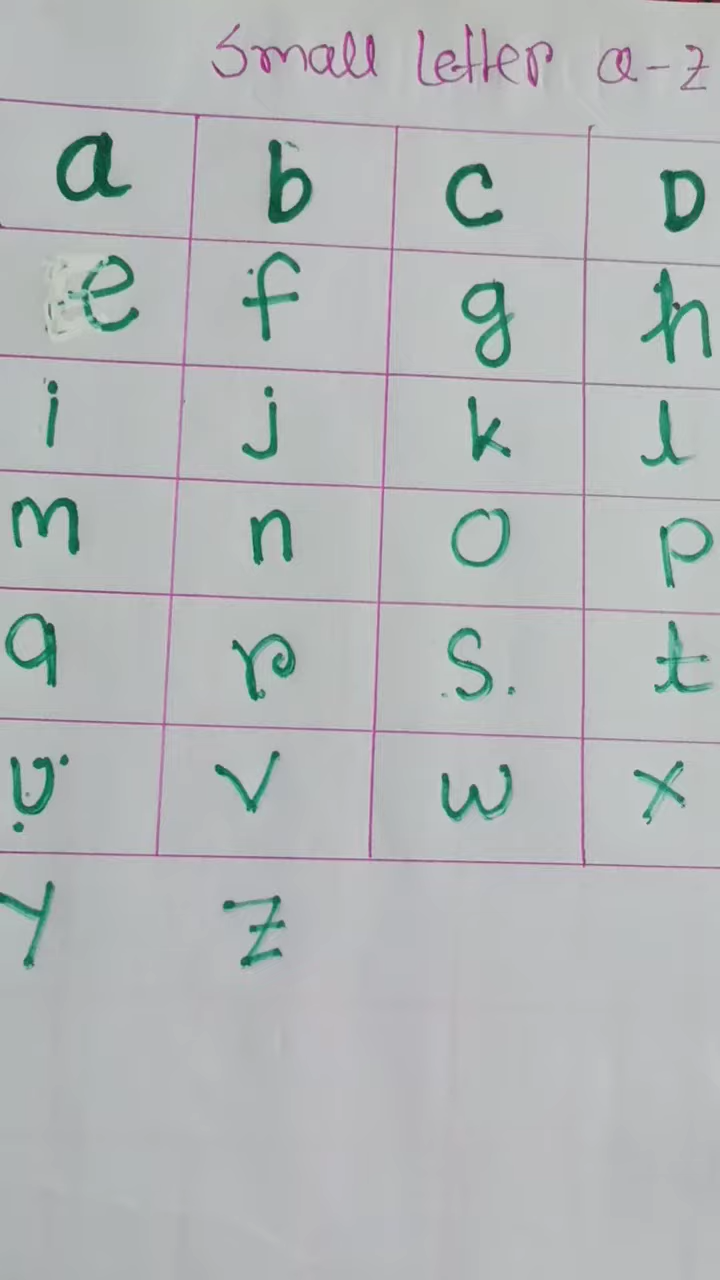 Small letter a-z
a b c D
e f g h
i j k l
m n o p
q r s. t
u v w x
y z